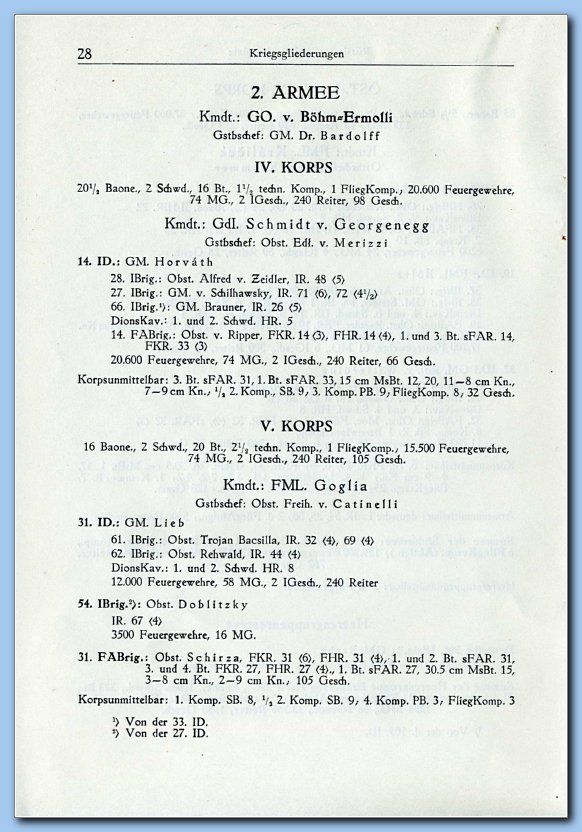 28
Kriegsgliederungen
2. ARMEE
Kmdt.: GO. v. Böhm=Ermolli
Gstbschef: GM. Dr. Bardolff
IV. KORPS
20¹/₂ Baone., 2 Schwd., 16 Bt., 1¹/₂ techn. Komp., 1 FliegKomp.; 20.600 Feuergewehre,
74 MG., 2 IGesch., 240 Reiter, 98 Gesch.
Kmdt.: GdI. Schmidt v. Georgenegg
Gstbschef: Obst. Edl. v. Merizzi
14. ID.: GM. Horváth
28. IBrig.: Obst. Alfred v. Zeidler, IR. 48 (5)
27. IBrig.: GM. v. Schilhawsky, IR. 71 (6), 72 (4¹/₂)
66. IBrig.¹): GM. Brauner, IR. 26 (5)
DionsKav.: 1. und 2. Schwd. HR. 5
14. FABrig.: Obst. v. Ripper, FKR. 14 (3), FHR. 14 (4), 1. und 3. Bt. sFAR. 14,
FKR. 33 (3)
20.600 Feuergewehre, 74 MG., 2 IGesch., 240 Reiter, 66 Gesch.
Korpsunmittelbar: 3. Bt. sFAR. 31, 1. Bt. sFAR. 33, 15 cm MsBt. 12, 20, 11—8 cm Kn.,
7—9 cm Kn.; ¹/₂ 2. Komp., SB. 9; 3. Komp. PB. 9; FliegKomp. 8; 32 Gesch.
V. KORPS
16 Baone., 2 Schwd., 20 Bt., 2¹/₂ techn. Komp., 1 FliegKomp.; 15.500 Feuergewehre,
74 MG., 2 IGesch., 240 Reiter, 105 Gesch.
Kmdt.: FML. Goglia
Gstbschef: Obst. Freih. v. Catinelli
31. ID.: GM. Lieb
61. IBrig.: Obst. Trojan Bacsilla, IR. 32 (4), 69 (4)
62. IBrig.: Obst. Rehwald, IR. 44 (4)
DionsKav.: 1. und 2. Schwd. HR. 8
12.000 Feuergewehre, 58 MG., 2 IGesch., 240 Reiter
54. IBrig.²): Obst. Doblitzky
IR. 67 (4)
3500 Feuergewehre, 16 MG.
31. FABrig.: Obst. Schirza, FKR. 31 (6), FHR. 31 (4), 1. und 2. Bt. sFAR. 31,
3. und 4. Bt. FKR. 27, FHR. 27 (4)., 1. Bt. sFAR. 27, 30.5 cm MsBt. 15,
3—8 cm Kn., 2—9 cm Kn.; 105 Gesch.
Korpsunmittelbar: 1. Komp. SB. 8, ¹/₂ 2. Komp. SB. 9; 4. Komp. PB. 3; FliegKomp. 3
¹) Von der 33. ID.
²) Von der 27. ID.